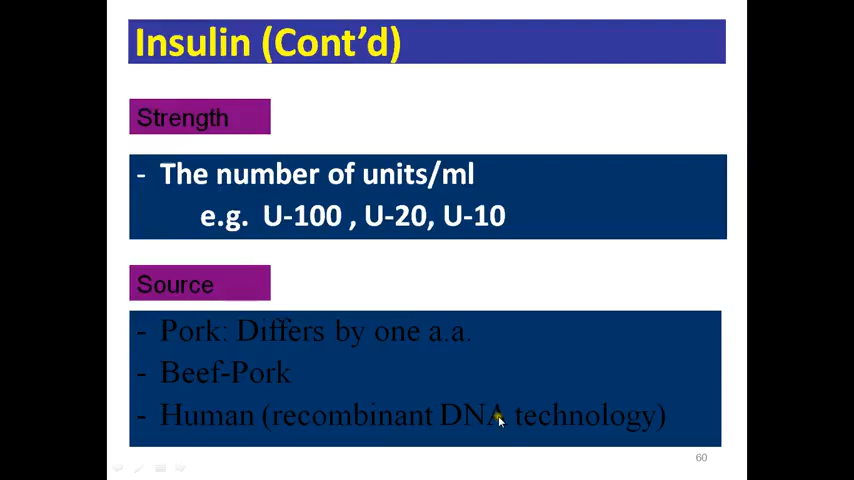 Insulin (Cont’d)
Strength
- The number of units/ml
e.g. U-100 , U-20, U-10
Source
- Pork: Differs by one a.a.
- Beef-Pork
- Human (recombinant DNA technology)
60